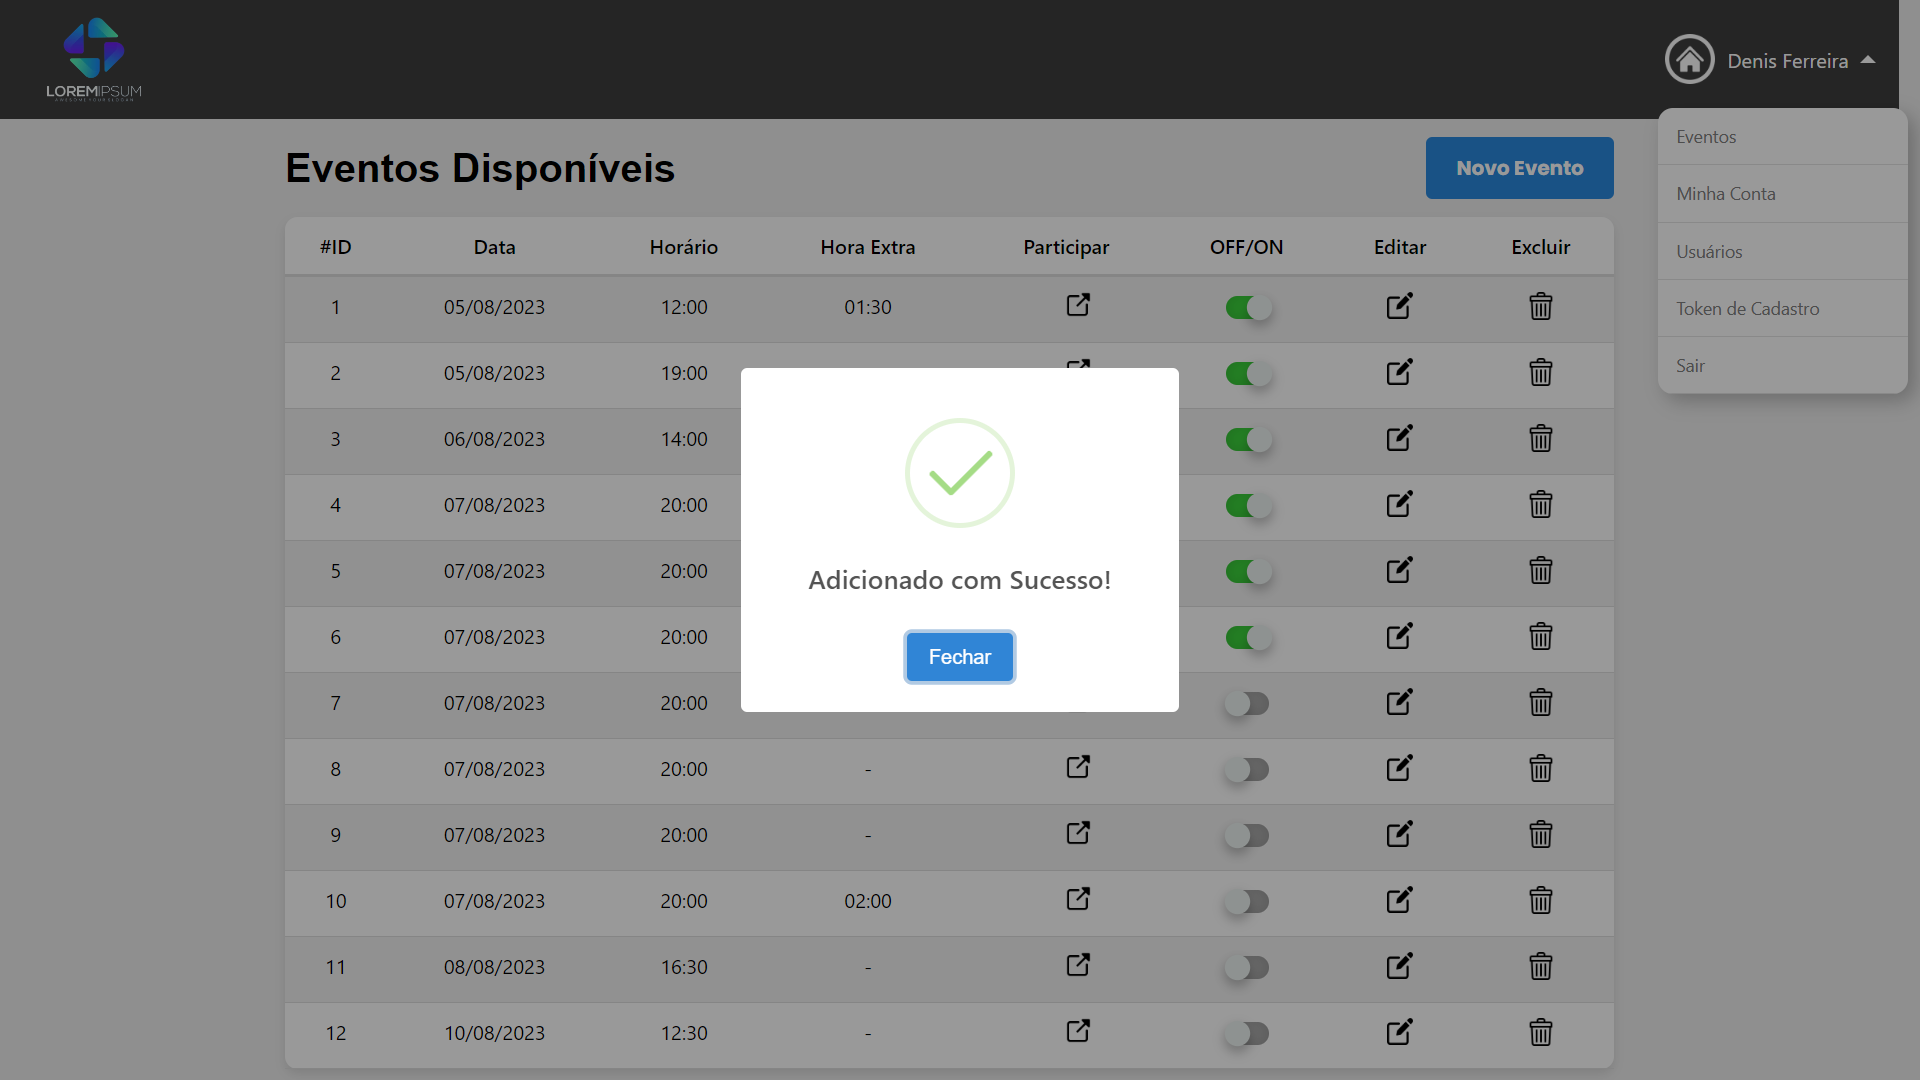 LOREMIPSUM
Denis Ferreira
Eventos
Minha Conta
Usuários
Token de Cadastro
Sair
Eventos Disponíveis
Novo Evento
#ID Data Horário Hora Extra Participar OFF/ON Editar Excluir
1 05/08/2023 12:00 01:30
2 05/08/2023 19:00
3 06/08/2023 14:00
4 07/08/2023 20:00
5 07/08/2023 20:00
6 07/08/2023 20:00
7 07/08/2023 20:00
8 07/08/2023 20:00 -
9 07/08/2023 20:00 -
10 07/08/2023 20:00 02:00
11 08/08/2023 16:30 -
12 10/08/2023 12:30 -
Adicionado com Sucesso!
Fechar